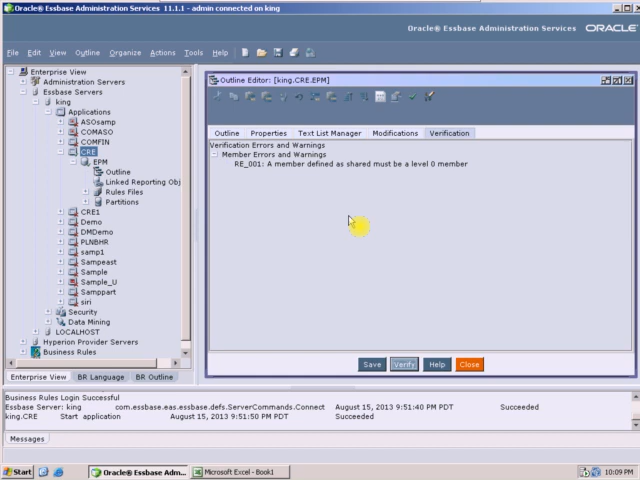 Oracle® Essbase Administration Services 11.1.1 - admin connected on king
Oracle® Essbase Administration Services ORACLE
File Edit View Outline Organize Actions Tools Help
Enterprise View
Administration Servers
Essbase Servers
king
Applications
ASOsamp
COMASO
COMFIN
CRE
EPM
Outline
Linked Reporting Obj
Rules Files
Partitions
CRE1
Demo
DMDemo
PLNBHR
samp1
Sampeast
Sample
Sample_U
Samppart
siri
Security
Data Mining
LOCALHOST
Hyperion Provider Servers
Business Rules
Enterprise View BR Language BR Outline
Outline Editor: [king.CRE.EPM]
Outline Properties Text List Manager Modifications Verification
Verification Errors and Warnings
Member Errors and Warnings
RE_001: A member defined as shared must be a level 0 member
Save Verify Help Close
Business Rules Login Successful
Essbase Server: king com.essbase.eas.essbase.defs.ServerCommands.Connect August 15, 2013 9:51:40 PM PDT Succeeded
king.CRE Start application August 15, 2013 9:51:50 PM PDT Succeeded
Messages
Start Oracle® Essbase Adm... Microsoft Excel - Book1 10:09 PM